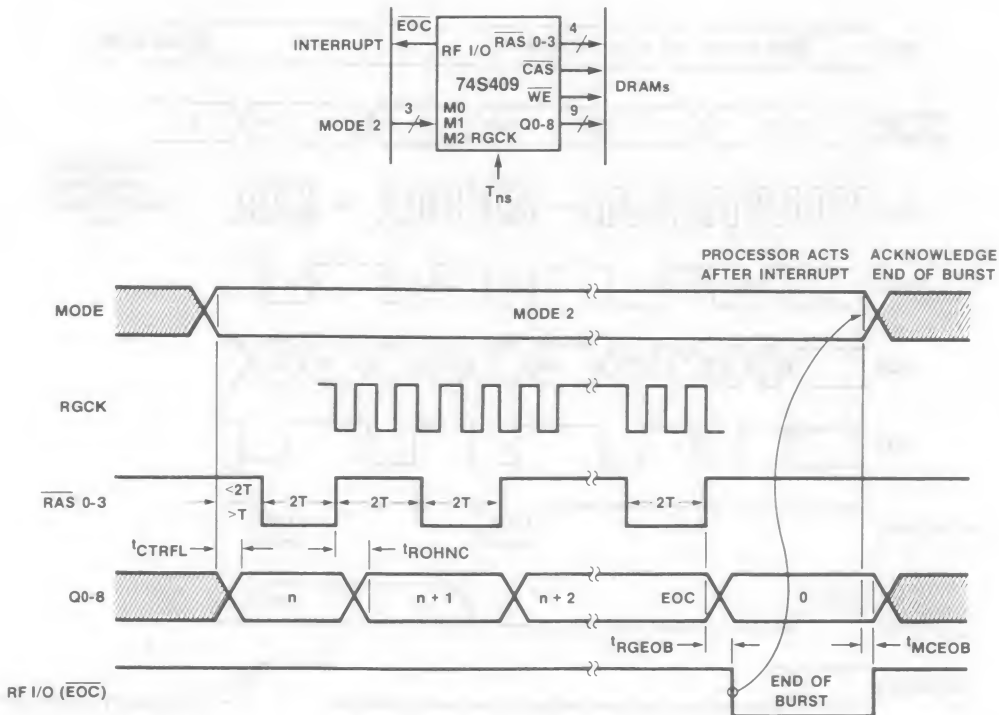 EOC
INTERRUPT
RF I/O
RAS 0-3
4
CAS
74S409
WE
DRAMs
3
MODE 2
M0
M1
M2 RGCK
Q0-8
9
Tns
PROCESSOR ACTS
AFTER INTERRUPT
ACKNOWLEDGE
END OF BURST
MODE
MODE 2
RGCK
RAS 0-3
<2T
>T
2T
2T
2T
2T
tCTRFL
tROHNC
Q0-8
n
n + 1
n + 2
EOC
0
tRGEOB
tMCEOB
RF I/O (EOC)
END OF
BURST